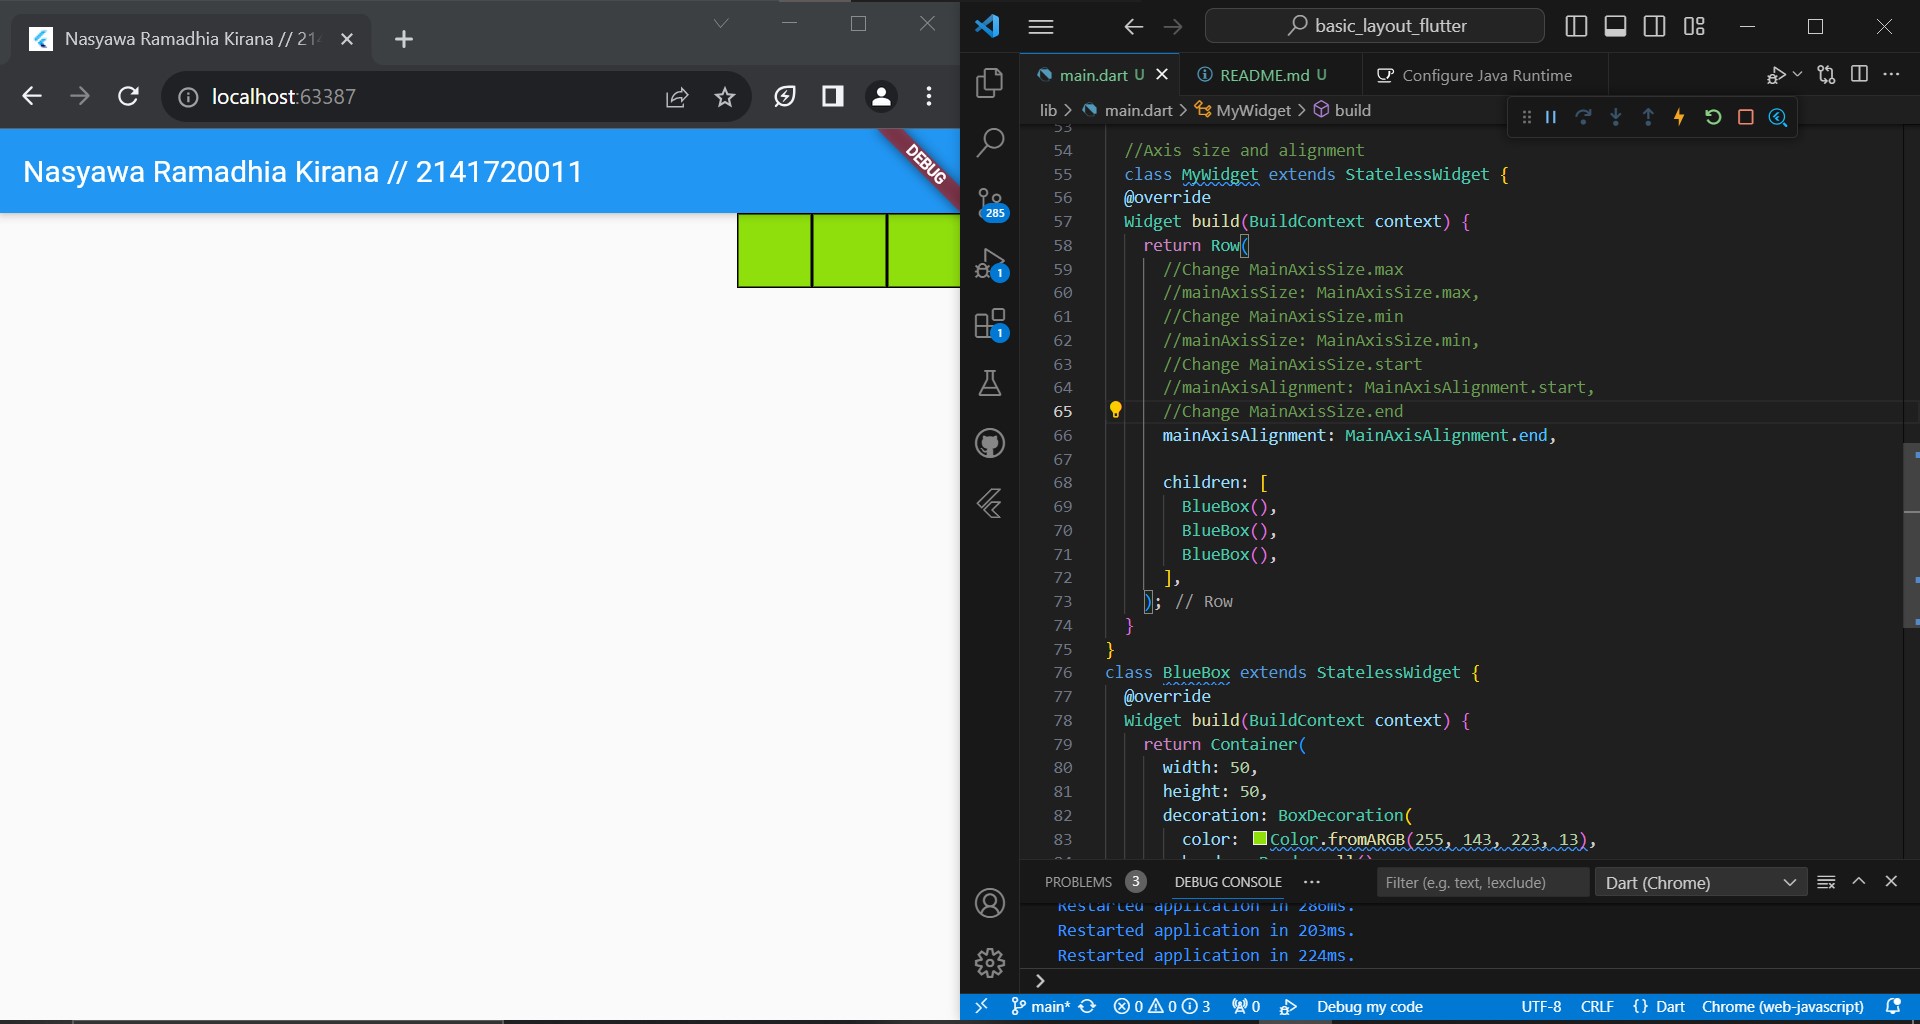 Nasyawa Ramadhia Kirana // 214
localhost:63387
Nasyawa Ramadhia Kirana // 2141720011
DEBUG
basic_layout_flutter
main.dart U
README.md U
Configure Java Runtime
lib > main.dart > MyWidget > build
285
1
1
53
54 //Axis size and alignment
55 class MyWidget extends StatelessWidget {
56 @override
57 Widget build(BuildContext context) {
58 return Row(
59 //Change MainAxisSize.max
60 //mainAxisSize: MainAxisSize.max,
61 //Change MainAxisSize.min
62 //mainAxisSize: MainAxisSize.min,
63 //Change MainAxisSize.start
64 //mainAxisAlignment: MainAxisAlignment.start,
65 //Change MainAxisSize.end
66 mainAxisAlignment: MainAxisAlignment.end,
67
68 children: [
69 BlueBox(),
70 BlueBox(),
71 BlueBox(),
72 ],
73 ); // Row
74 }
75 }
76 class BlueBox extends StatelessWidget {
77 @override
78 Widget build(BuildContext context) {
79 return Container(
80 width: 50,
81 height: 50,
82 decoration: BoxDecoration(
83 color: Color.fromARGB(255, 143, 223, 13),
PROBLEMS 3 DEBUG CONSOLE ··· Filter (e.g. text, !exclude) Dart (Chrome)
Restarted application in 286ms.
Restarted application in 203ms.
Restarted application in 224ms.
>
main* 0 0 3 0 Debug my code UTF-8 CRLF {} Dart Chrome (web-javascript)